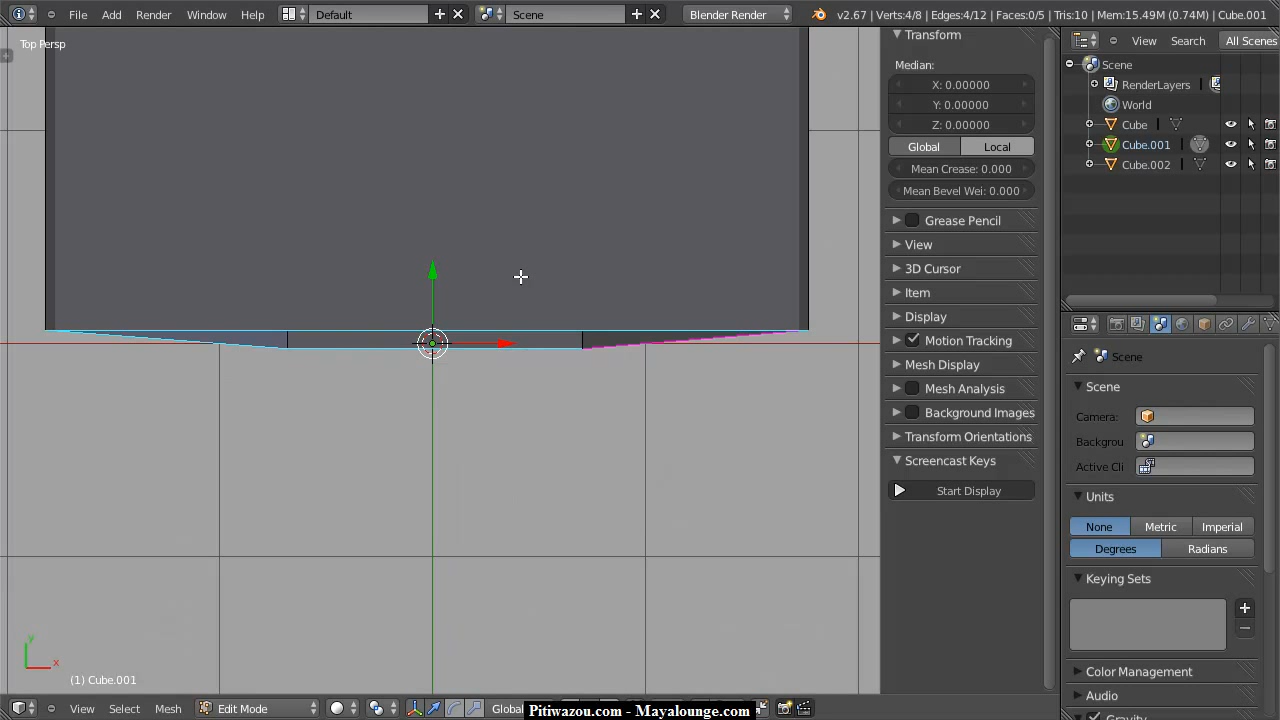 File Add Render Window Help Default Scene Blender Render v2.67 | Verts:4/8 | Edges:4/12 | Faces:0/5 | Tris:10 | Mem:15.49M (0.74M) | Cube.001
Top Persp
Transform
Median:
X: 0.00000
Y: 0.00000
Z: 0.00000
Global Local
Mean Crease: 0.000
Mean Bevel Wei: 0.000
Grease Pencil
View
3D Cursor
Item
Display
Motion Tracking
Mesh Display
Mesh Analysis
Background Images
Transform Orientations
Screencast Keys
Start Display
View Search All Scenes
Scene
RenderLayers
World
Cube
Cube.001
Cube.002
Scene
Scene
Camera:
Backgrou
Active Cli
Units
None Metric Imperial
Degrees Radians
Keying Sets
Color Management
Audio
Gravity
y
x
(1) Cube.001
View Select Mesh Edit Mode Global
Pitiwazou.com - Mayalounge.com